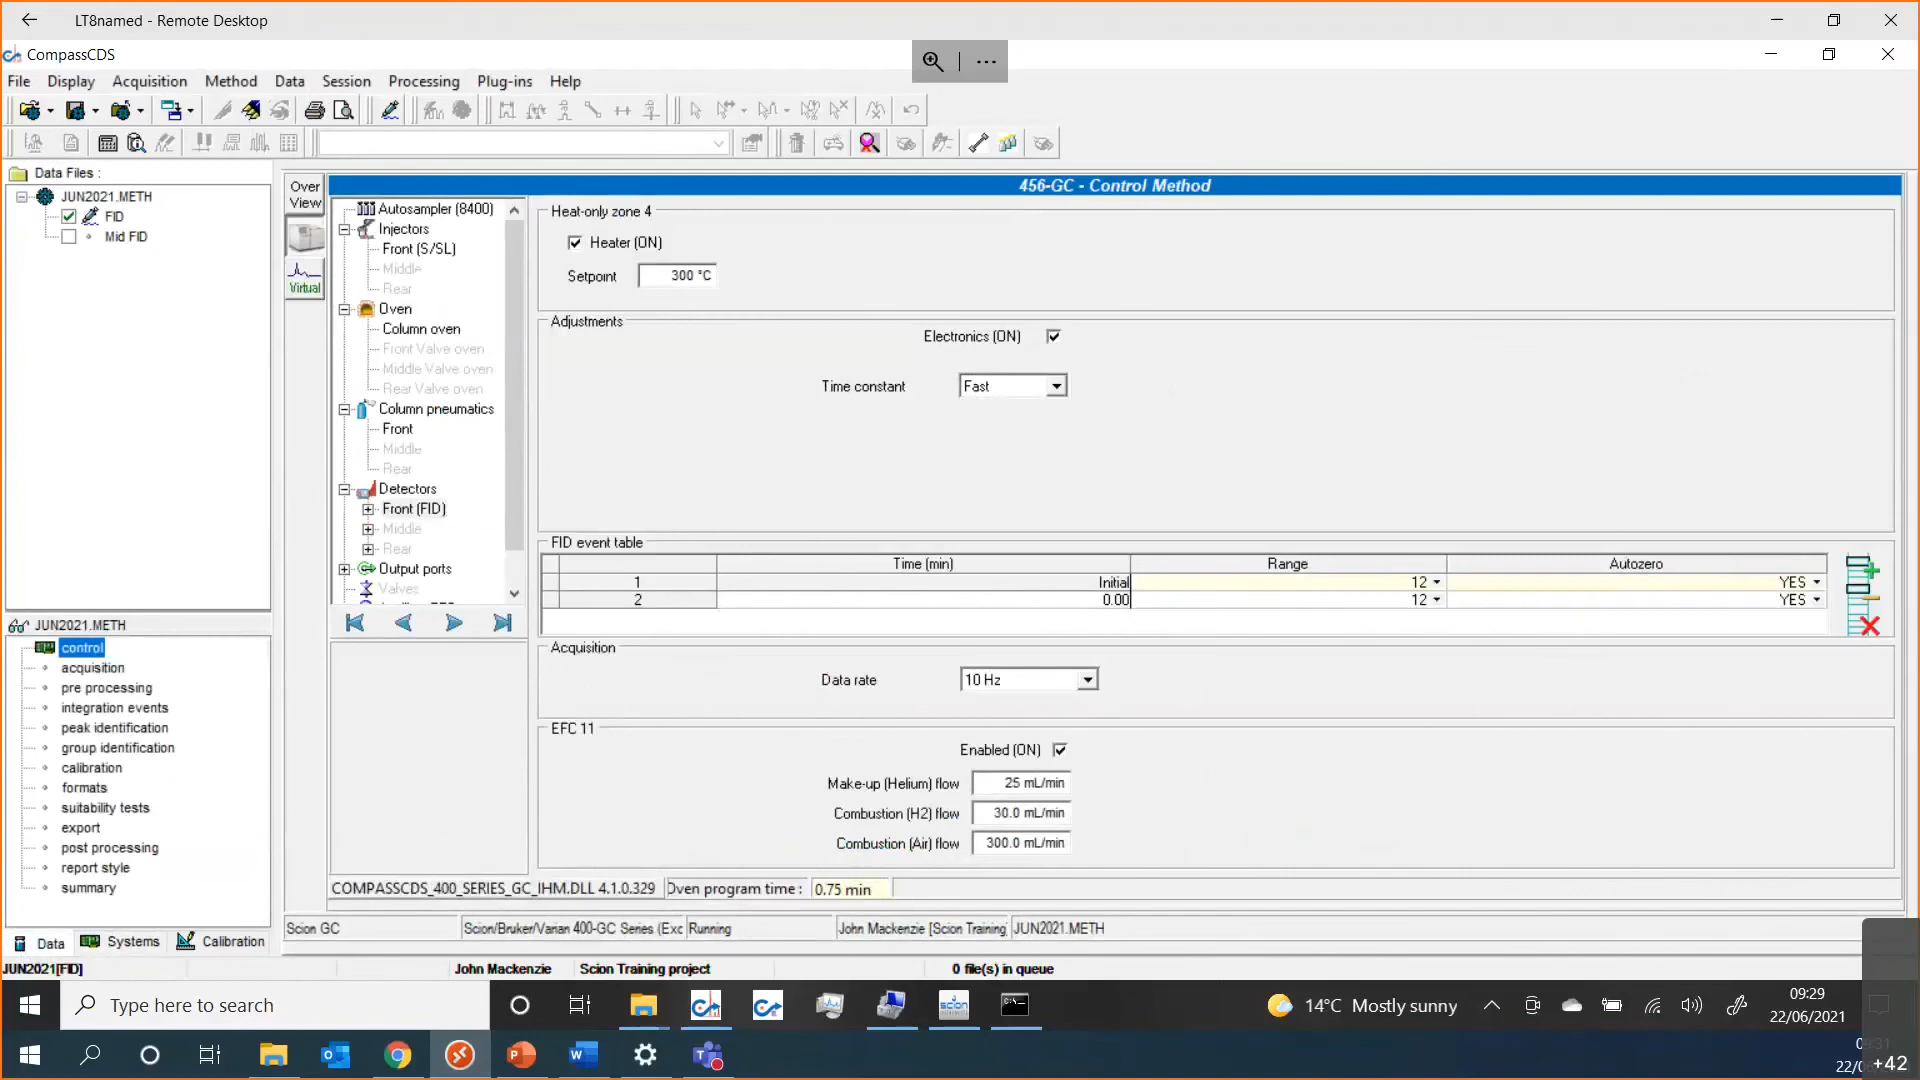 LT8named - Remote Desktop
CompassCDS
File Display Acquisition Method Data Session Processing Plug-ins Help
Data Files :
JUN2021.METH
FID
Mid FID
Over View
Virtual
456-GC - Control Method
Autosampler (8400)
Injectors
Front (S/SL)
Middle
Rear
Oven
Column oven
Front Valve oven
Middle Valve oven
Rear Valve oven
Column pneumatics
Front
Middle
Rear
Detectors
Front (FID)
Middle
Rear
Output ports
Valves
Heat-only zone 4
Heater (ON)
Setpoint 300 °C
Adjustments
Electronics (ON)
Time constant Fast
FID event table
Time (min) Range Autozero
1 Initial 12 YES
2 0.00 12 YES
Acquisition
Data rate 10 Hz
EFC 11
Enabled (ON)
Make-up (Helium) flow 25 mL/min
Combustion (H2) flow 30.0 mL/min
Combustion (Air) flow 300.0 mL/min
JUN2021.METH
control
acquisition
pre processing
integration events
peak identification
group identification
calibration
formats
suitability tests
export
post processing
report style
summary
Data Systems Calibration
COMPASSCDS_400_SERIES_GC_IHM.DLL 4.1.0.329 Oven program time : 0.75 min
Scion GC Scion/Bruker/Varian 400-GC Series (Exc Running John Mackenzie [Scion Training JUN2021.METH
JUN2021[FID] John Mackenzie Scion Training project 0 file(s) in queue
Type here to search
scion
14°C Mostly sunny
09:29
22/06/2021
+42